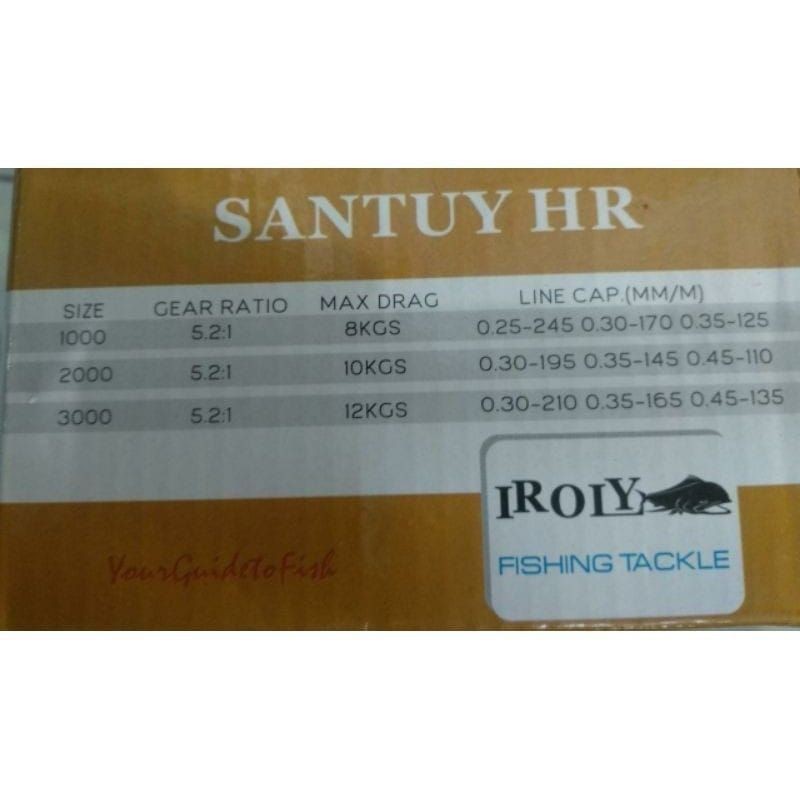 SANTUY HR
SIZE GEAR RATIO MAX DRAG LINE CAP.(MM/M)
1000 5.2:1 8KGS 0.25-245 0.30-170 0.35-125
2000 5.2:1 10KGS 0.30-195 0.35-145 0.45-110
3000 5.2:1 12KGS 0.30-210 0.35-165 0.45-135
IROLY
FISHING TACKLE
YourGuidetoFish